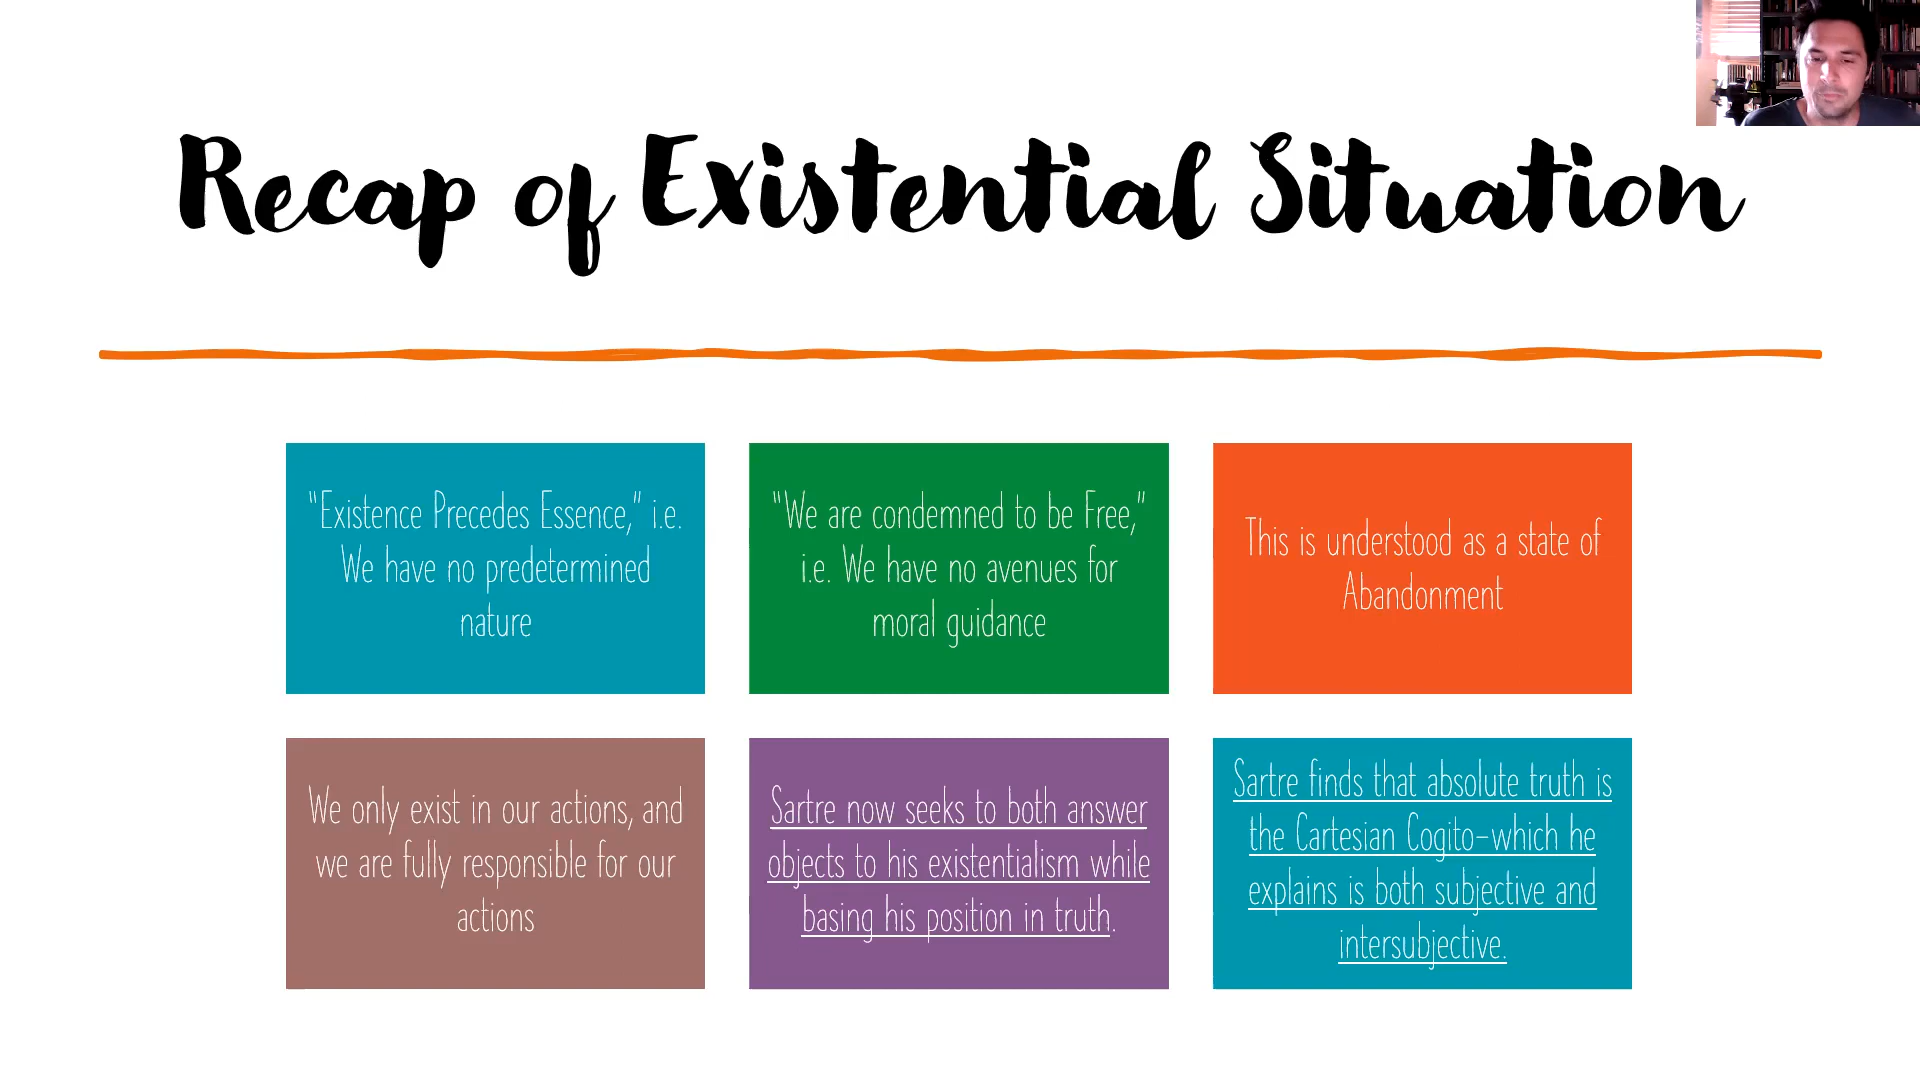 Recap of Existential Situation
"Existence Precedes Essence," i.e.
We have no predetermined
nature
"We are condemned to be Free,"
i.e. We have no avenues for
moral guidance
This is understood as a state of
Abandonment
We only exist in our actions, and
we are fully responsible for our
actions
Sartre now seeks to both answer
objects to his existentialism while
basing his position in truth.
Sartre finds that absolute truth is
the Cartesian Cogito-which he
explains is both subjective and
intersubjective.